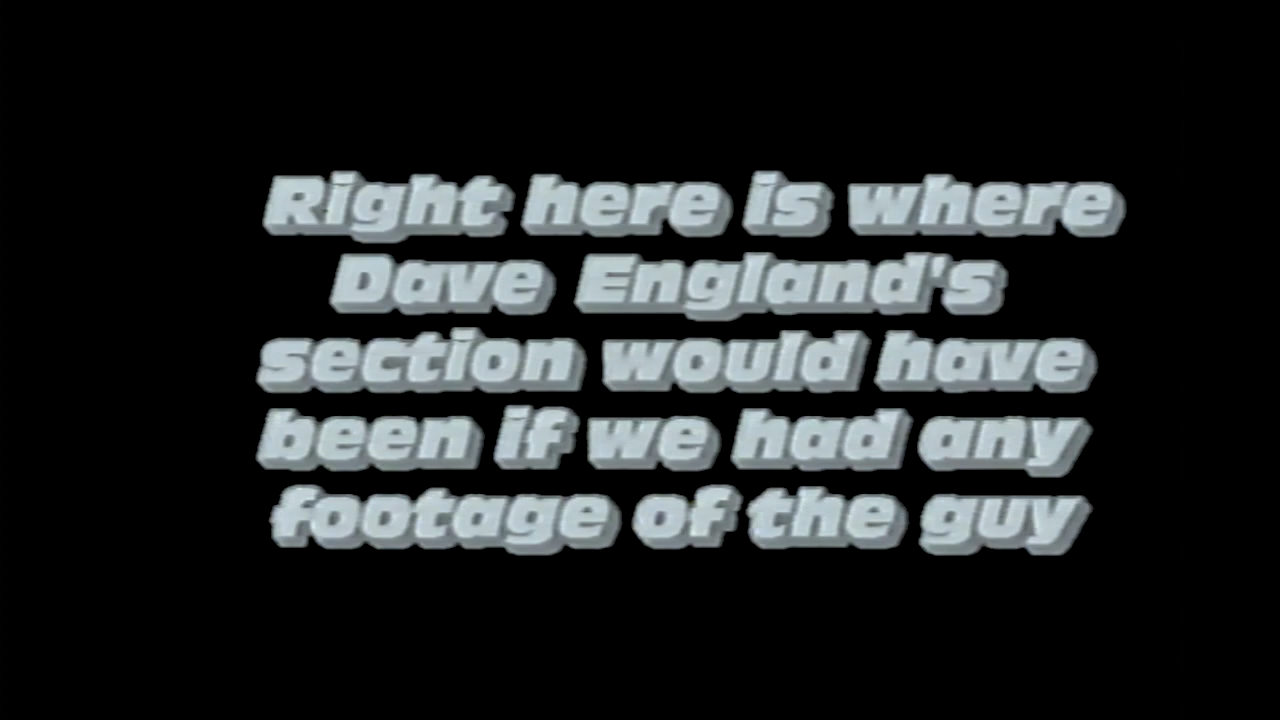 Right here is where
Dave England's
section would have
been if we had any
footage of the guy